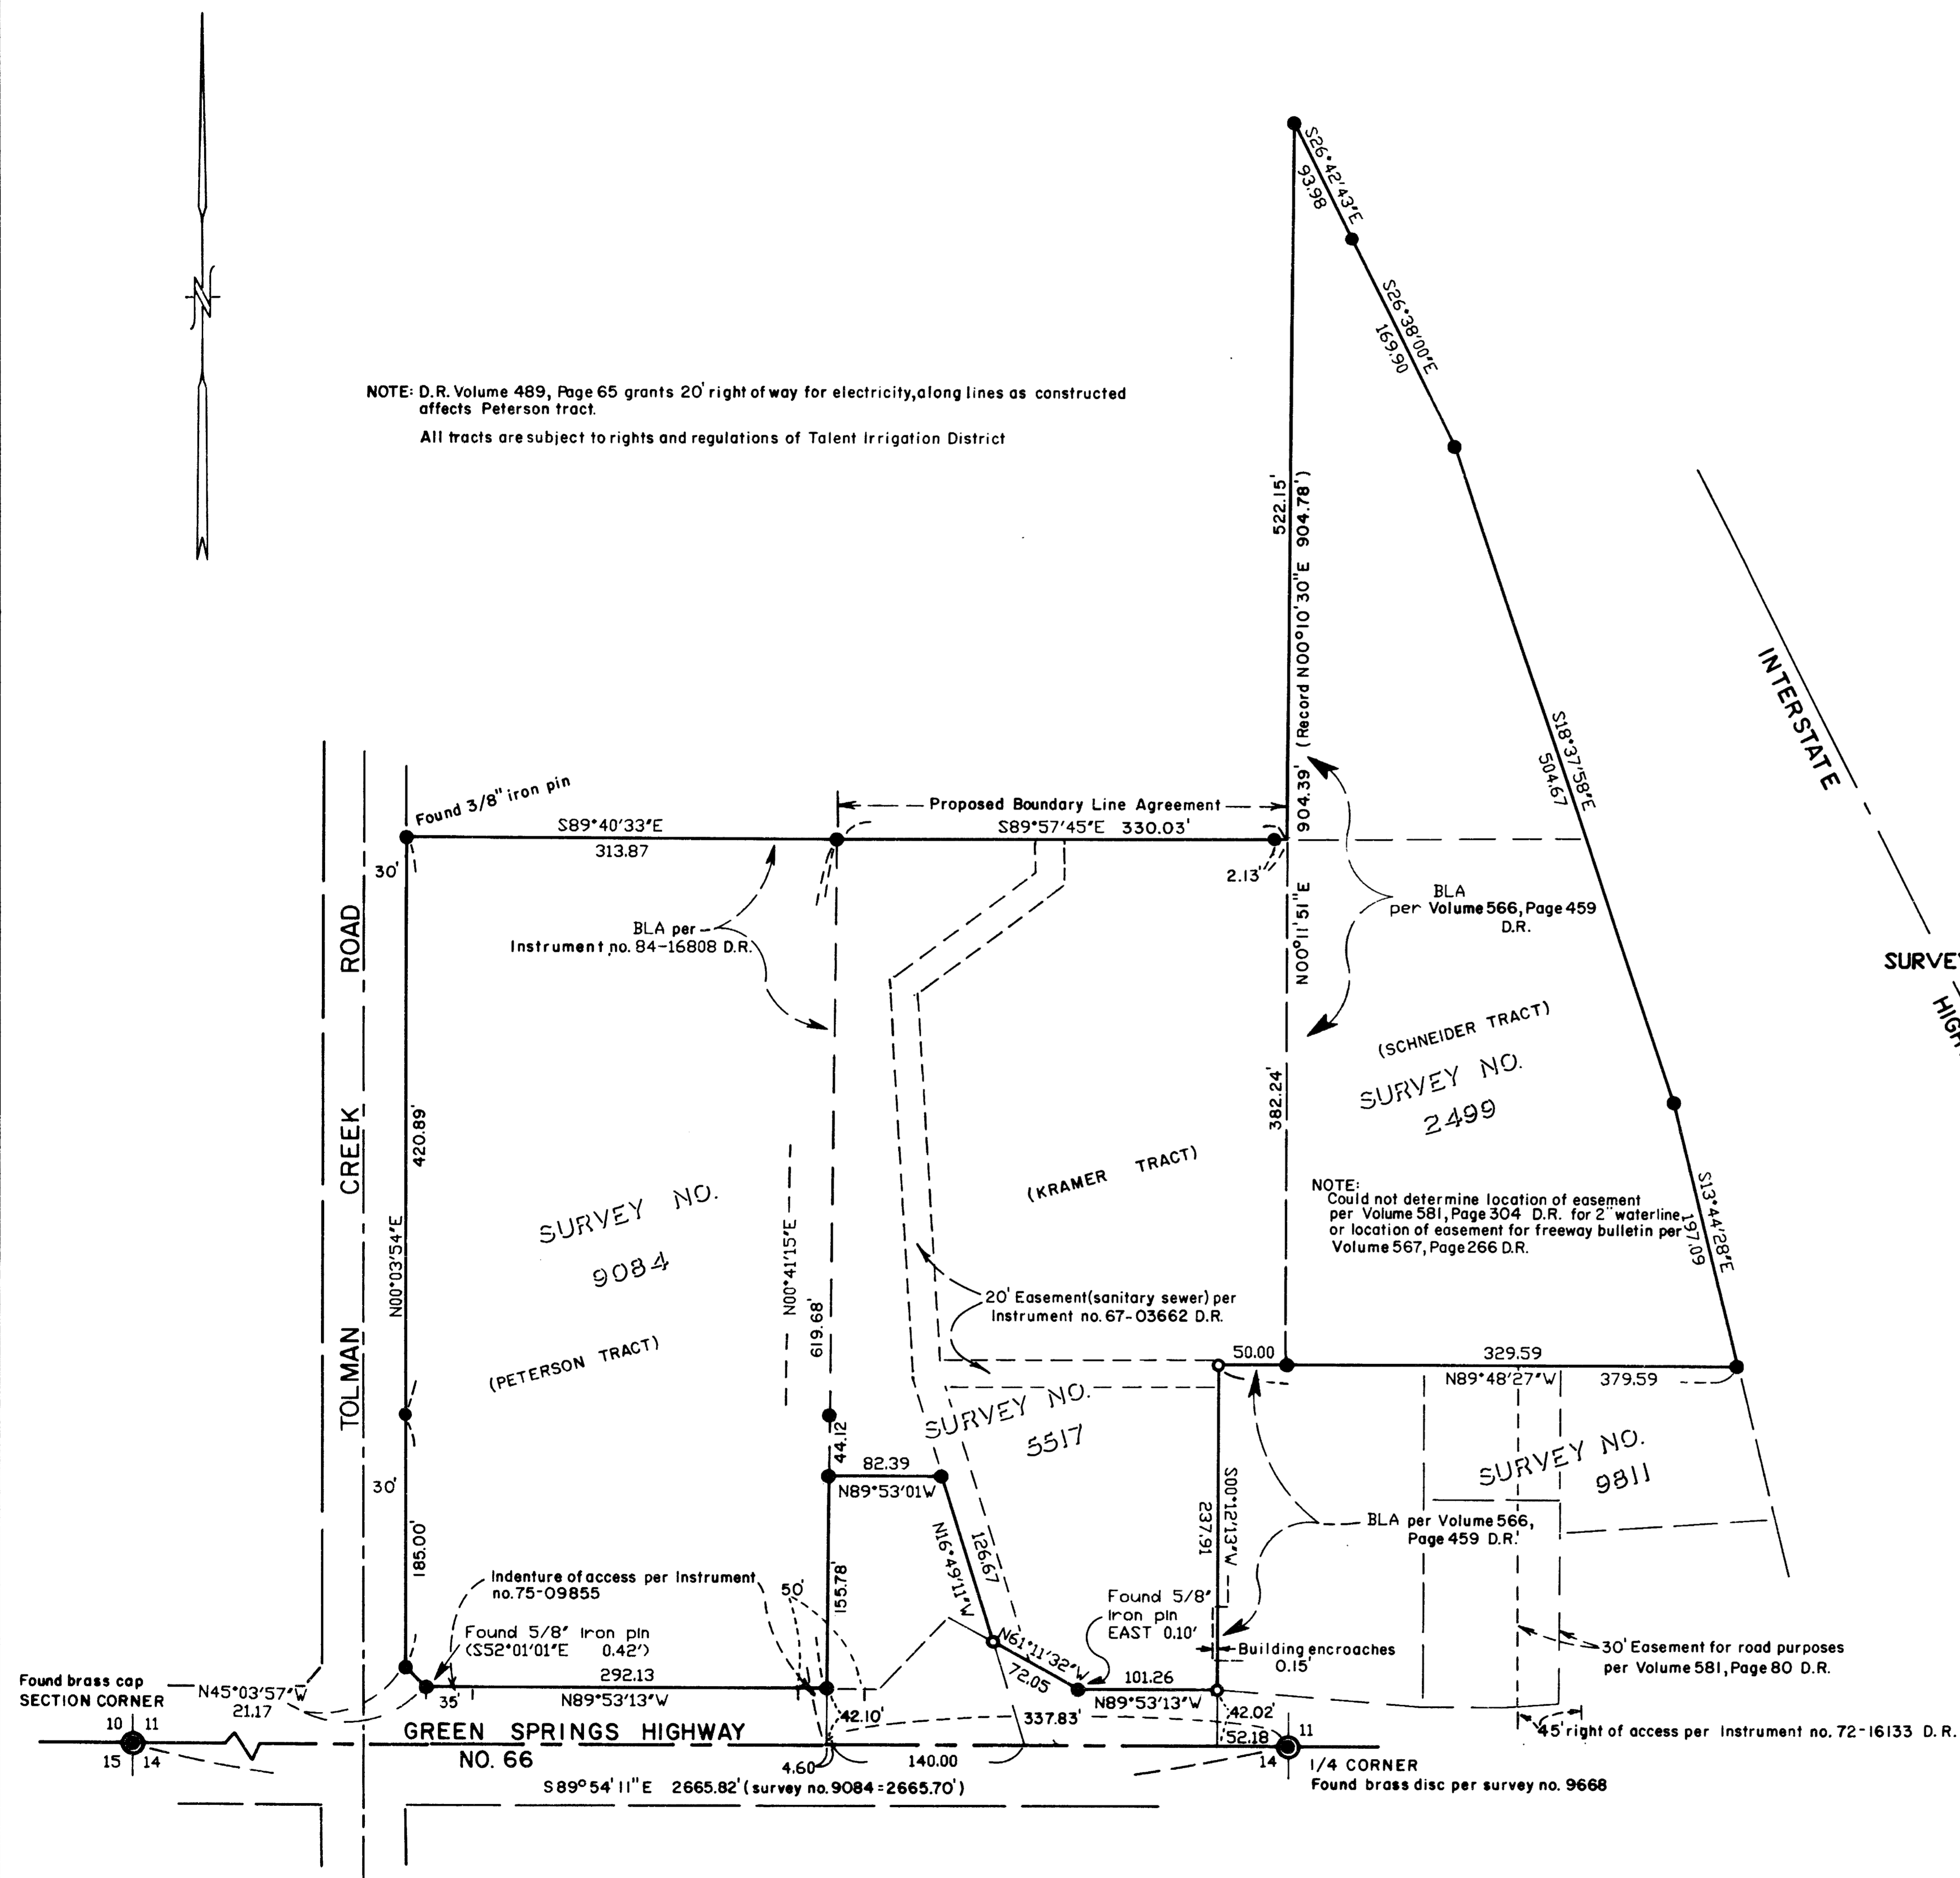 N
S26°42'43"E
93.98
S26°38'00"E
169.90
NOTE: D.R. Volume 489, Page 65 grants 20' right of way for electricity, along lines as constructed
affects Peterson tract.
All tracts are subject to rights and regulations of Talent Irrigation District
522.15'
904.39' (Record N00°10'30"E 904.78')
INTERSTATE
S18°37'58"E
504.67
Found 3/8" iron pin
Proposed Boundary Line Agreement
S89°40'33"E
313.87
S89°57'45"E 330.03'
30'
2.13'
BLA per
Instrument no. 84-16808 D.R.
BLA
per Volume 566, Page 459
D.R.
N00°11'51"E
382.24'
SURVEY
HIGH
(SCHNEIDER TRACT)
SURVEY NO.
2499
TOLMAN CREEK ROAD
420.89'
N00°03'54"E
(KRAMER TRACT)
SURVEY NO.
9084
N00°41'15"E
619.68'
NOTE:
Could not determine location of easement
per Volume 581, Page 304 D.R. for 2" waterline
or location of easement for freeway bulletin per
Volume 567, Page 266 D.R.
S13°44'28"E
197.09
20' Easement (sanitary sewer) per
Instrument no. 67-03662 D.R.
(PETERSON TRACT)
50.00
329.59
N89°48'27"W 379.59
SURVEY NO.
5517
44.12
82.39
N89°53'01W
SURVEY NO.
9811
30'
185.00'
S00°12'13"W
237.91
N16°49'11"W
126.67
BLA per Volume 566,
Page 459 D.R.
Indenture of access per Instrument
no. 75-09855
50'
155.78'
Found 5/8"
iron pin
EAST 0.10'
Found 5/8" iron pin
(S52°01'01"E 0.42')
N61°11'32"W
72.05
Building encroaches
0.15'
30' Easement for road purposes
per Volume 581, Page 80 D.R.
Found brass cap
SECTION CORNER
N45°03'57"W
21.17
35'
292.13
N89°53'13"W
101.26
N89°53'13"W
42.10'
337.83'
42.02'
52.18
45' right of access per Instrument no. 72-16133 D.R.
10 11
15 14
GREEN SPRINGS HIGHWAY
NO. 66
4.60
140.00
11
14
1/4 CORNER
Found brass disc per survey no. 9668
S89°54'11"E 2665.82' (survey no. 9084=2665.70')